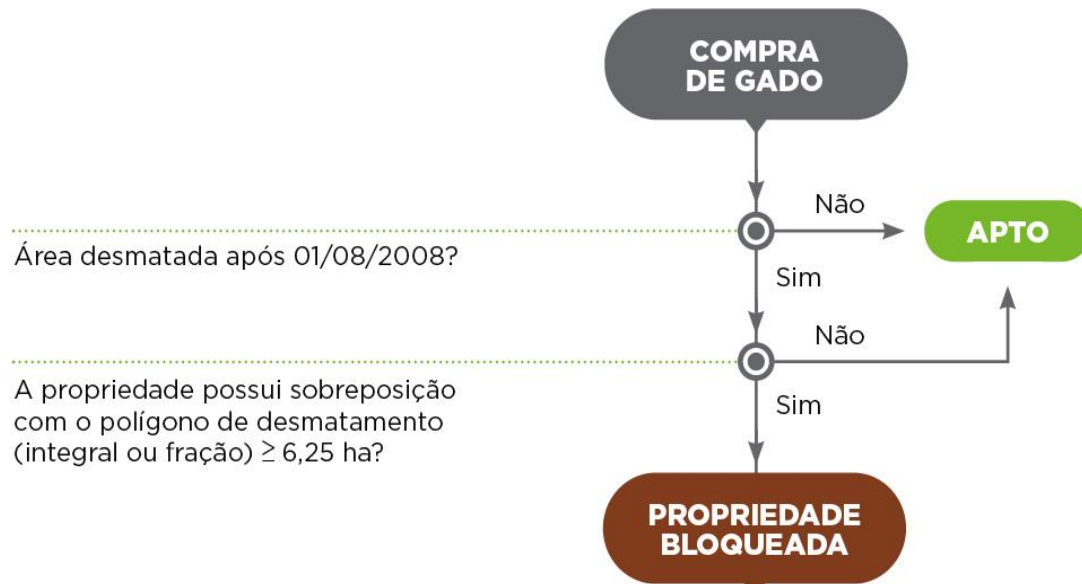 COMPRA
DE GADO
Não
APTO
Área desmatada após 01/08/2008?
Sim
Não
A propriedade possui sobreposição
com o polígono de desmatamento
(integral ou fração) ≥ 6,25 ha?
Sim
PROPRIEDADE
BLOQUEADA